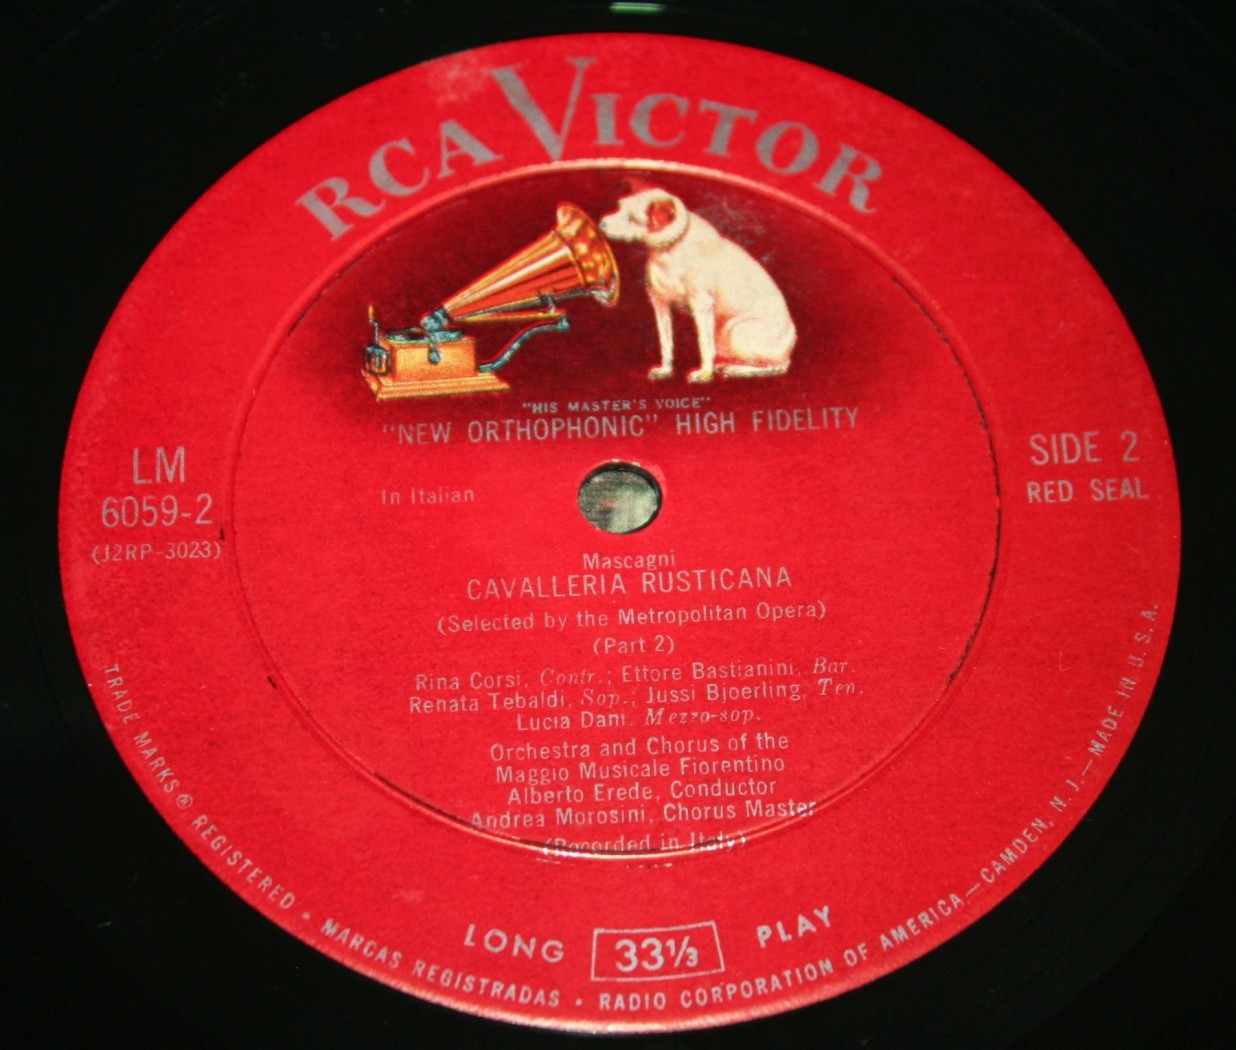 RCA VICTOR
"HIS MASTER'S VOICE"
"NEW ORTHOPHONIC" HIGH FIDELITY
LM
6059-2
(J2RP-3023)
SIDE 2
RED SEAL
In Italian
Mascagni
CAVALLERIA RUSTICANA
(Selected by the Metropolitan Opera)
(Part 2)
Rina Corsi, Contr.; Ettore Bastianini, Bar.
Renata Tebaldi, Sop.; Jussi Bjoerling, Ten.
Lucia Dani, Mezzo-sop.
Orchestra and Chorus of the
Maggio Musicale Fiorentino
Alberto Erede, Conductor
Andrea Morosini, Chorus Master
(Recorded in Italy)
LONG 33⅓ PLAY
TRADE MARKS ® REGISTERED • MARCAS REGISTRADAS • RADIO CORPORATION OF AMERICA—CAMDEN, N. J.—MADE IN U. S. A.